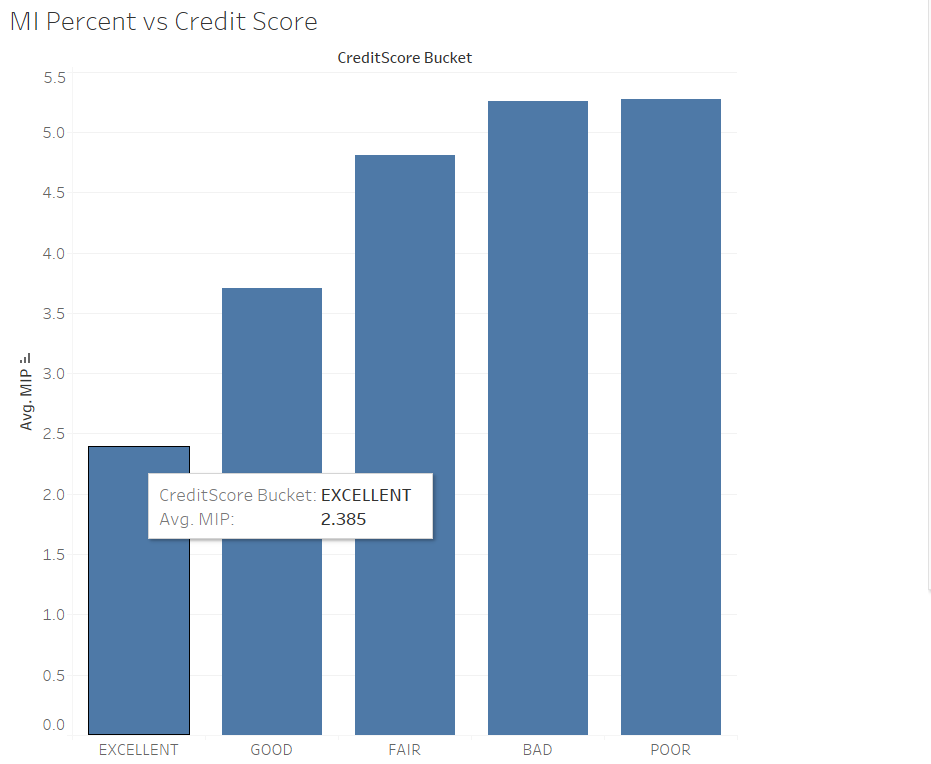 MI Percent vs Credit Score
CreditScore Bucket
5.5
5.0
4.5
4.0
3.5
3.0
2.5
2.0
1.5
1.0
0.5
0.0
Avg. MIP
CreditScore Bucket: EXCELLENT
Avg. MIP: 2.385
EXCELLENT GOOD FAIR BAD POOR